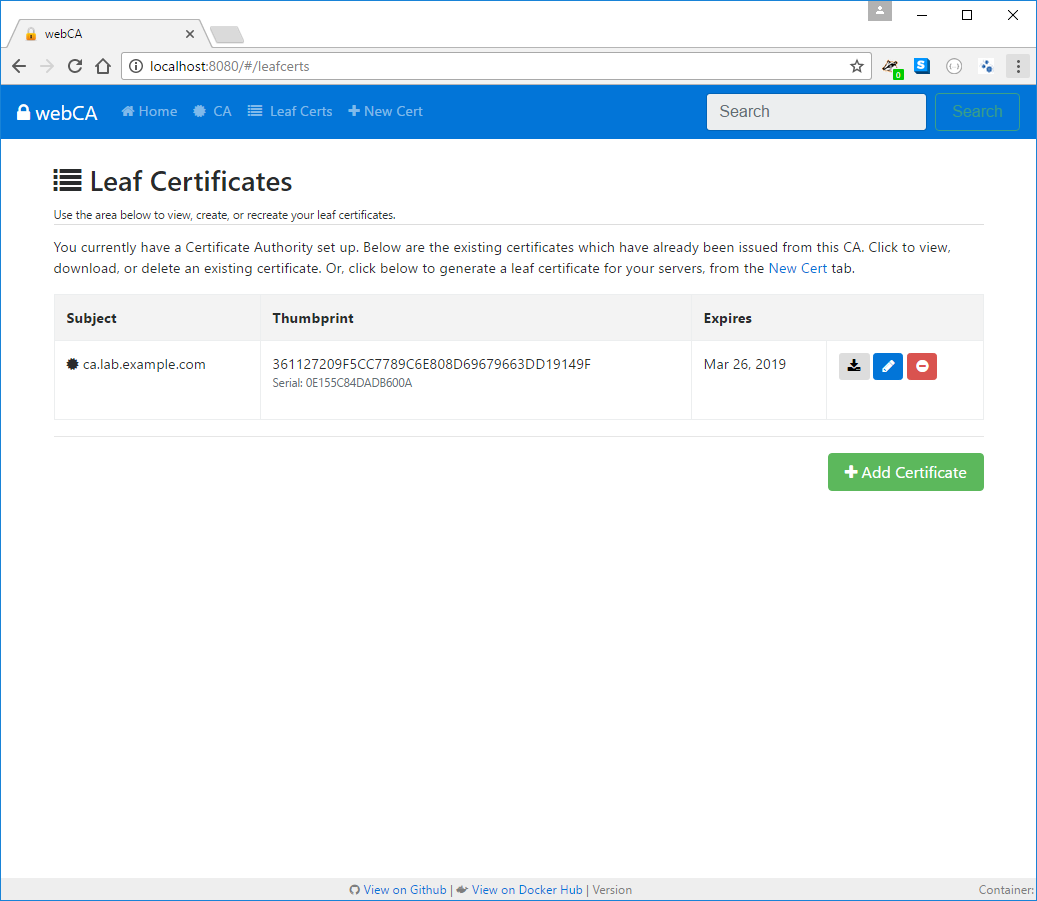 webCA
localhost:8080/#/leafcerts
0
S
webCA Home CA Leaf Certs New Cert Search Search
Leaf Certificates
Use the area below to view, create, or recreate your leaf certificates.
You currently have a Certificate Authority set up. Below are the existing certificates which have already been issued from this CA. Click to view,
download, or delete an existing certificate. Or, click below to generate a leaf certificate for your servers, from the New Cert tab.
Subject Thumbprint Expires
ca.lab.example.com 361127209F5CC7789C6E808D69679663DD19149F Mar 26, 2019
Serial: 0E155C84DADB600A
Add Certificate
View on Github | View on Docker Hub | Version Container: